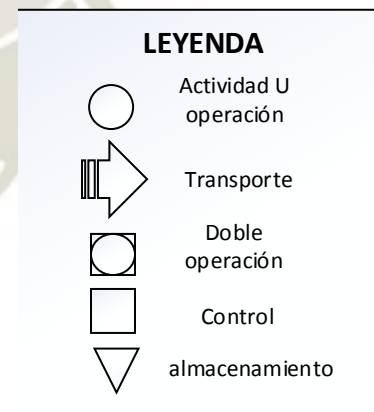 LEYENDA
Actividad U
operación
Transporte
Doble
operación
Control
almacenamiento